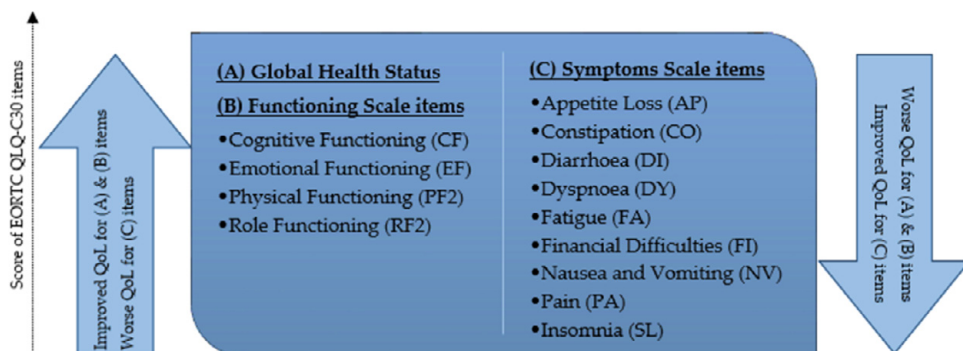 Score of EORTC QLQ-C30 items
Improved QoL for (A) & (B) items
Worse QoL for (C) items
(A) Global Health Status
(B) Functioning Scale items
•Cognitive Functioning (CF)
•Emotional Functioning (EF)
•Physical Functioning (PF2)
•Role Functioning (RF2)
(C) Symptoms Scale items
•Appetite Loss (AP)
•Constipation (CO)
•Diarrhoea (DI)
•Dyspnoea (DY)
•Fatigue (FA)
•Financial Difficulties (FI)
•Nausea and Vomiting (NV)
•Pain (PA)
•Insomnia (SL)
Worse QoL for (A) & (B) items
Improved QoL for (C) items